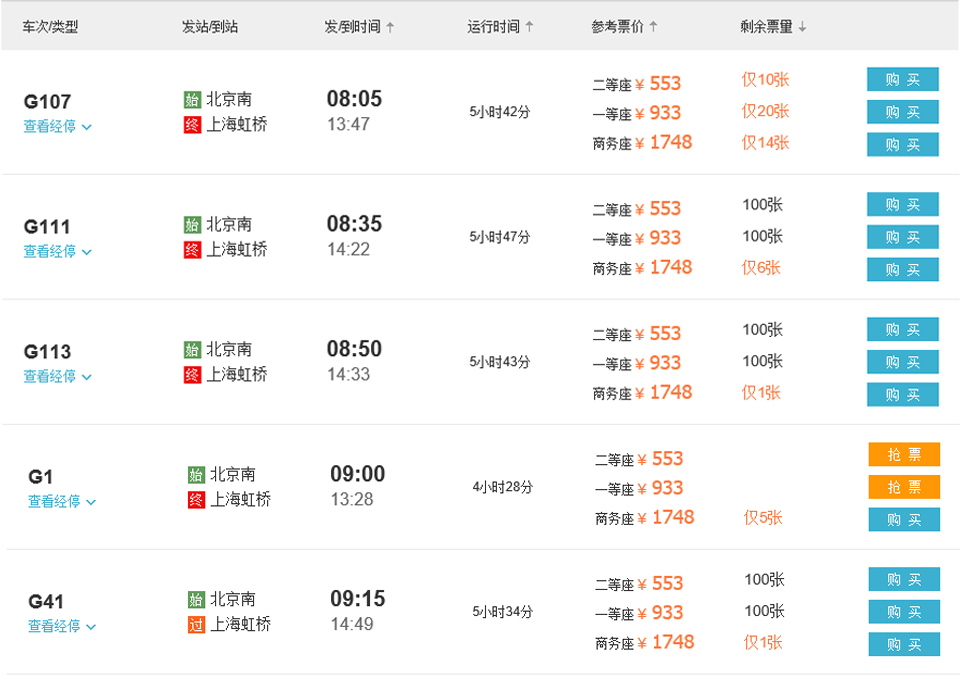 车次/类型 发站/到站 发/到时间↑ 运行时间↑ 参考票价↑ 剩余票量↓
G107
查看经停
始 北京南
终 上海虹桥
08:05
13:47
5小时42分
二等座 ¥ 553 仅10张 购 买
一等座 ¥ 933 仅20张 购 买
商务座 ¥ 1748 仅14张 购 买
G111
查看经停
始 北京南
终 上海虹桥
08:35
14:22
5小时47分
二等座 ¥ 553 100张 购 买
一等座 ¥ 933 100张 购 买
商务座 ¥ 1748 仅6张 购 买
G113
查看经停
始 北京南
终 上海虹桥
08:50
14:33
5小时43分
二等座 ¥ 553 100张 购 买
一等座 ¥ 933 100张 购 买
商务座 ¥ 1748 仅1张 购 买
G1
查看经停
始 北京南
终 上海虹桥
09:00
13:28
4小时28分
二等座 ¥ 553 抢 票
一等座 ¥ 933 抢 票
商务座 ¥ 1748 仅5张 购 买
G41
查看经停
始 北京南
过 上海虹桥
09:15
14:49
5小时34分
二等座 ¥ 553 100张 购 买
一等座 ¥ 933 100张 购 买
商务座 ¥ 1748 仅1张 购 买